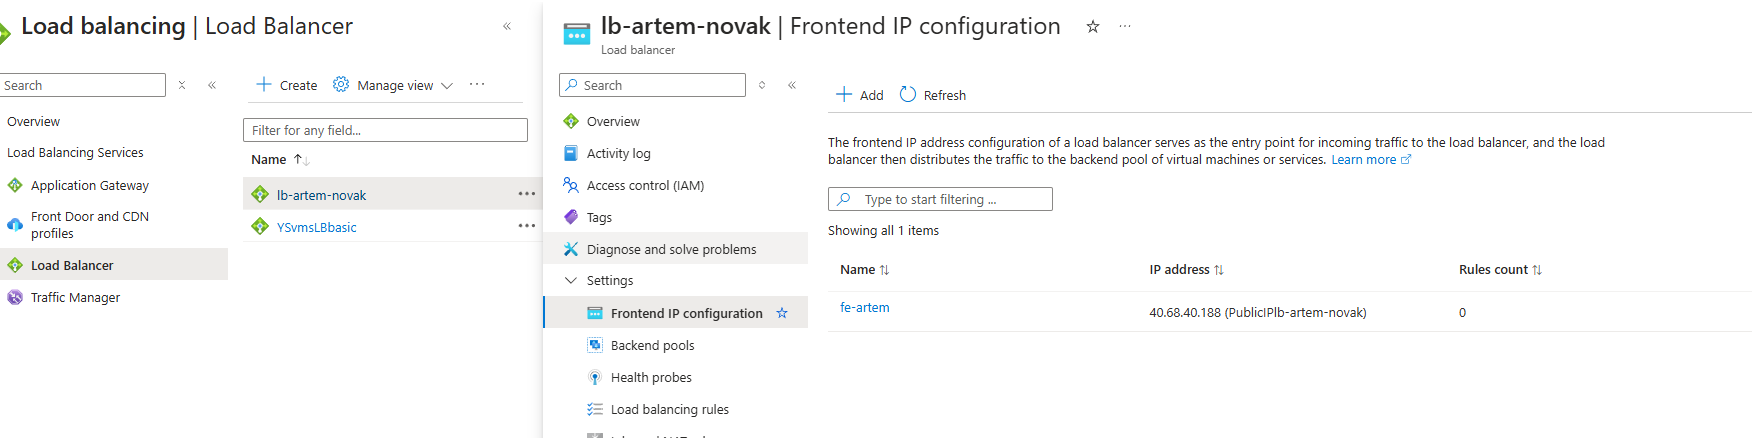 Load balancing | Load Balancer
Search
Overview
Load Balancing Services
Application Gateway
Front Door and CDN
profiles
Load Balancer
Traffic Manager
Create
Manage view
Filter for any field...
Name
lb-artem-novak
YSvmsLBbasic
lb-artem-novak | Frontend IP configuration
Load balancer
Search
Overview
Activity log
Access control (IAM)
Tags
Diagnose and solve problems
Settings
Frontend IP configuration
Backend pools
Health probes
Load balancing rules
Add Refresh
The frontend IP address configuration of a load balancer serves as the entry point for incoming traffic to the load balancer, and the load
balancer then distributes the traffic to the backend pool of virtual machines or services. Learn more
Type to start filtering ...
Showing all 1 items
Name IP address Rules count
fe-artem 40.68.40.188 (PublicIPlb-artem-novak) 0